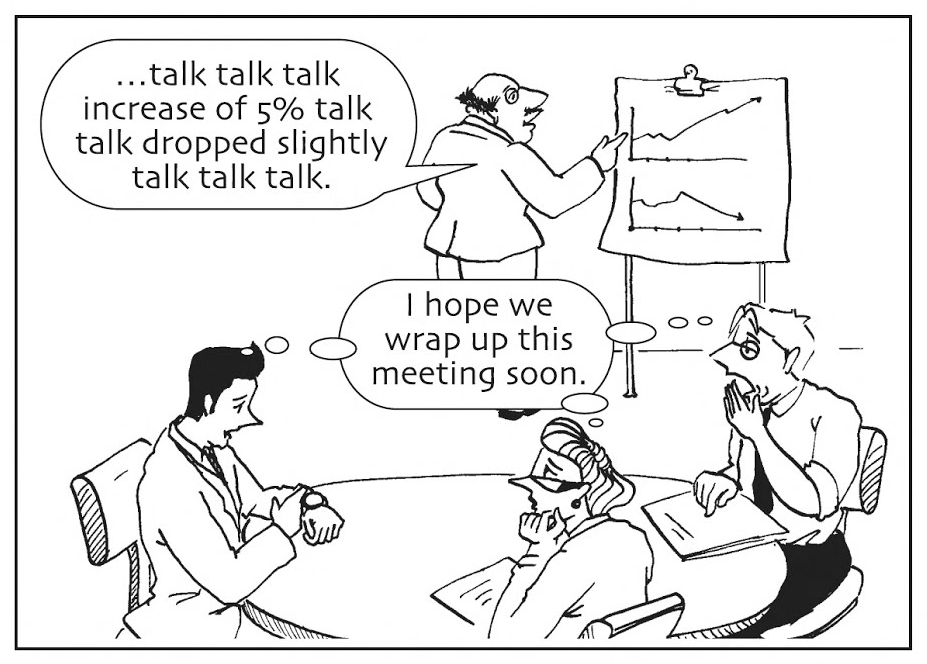 ...talk talk talk
increase of 5% talk
talk dropped slightly
talk talk talk.
I hope we
wrap up this
meeting soon.